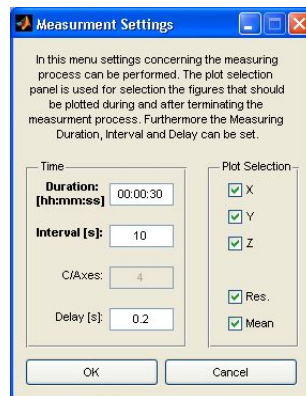 Measurment Settings
In this menu settings concerning the measuring
process can be performed. The plot selection
panel is used for selection the figures that should
be plotted during and after terminating the
measurment process. Furthermore the Measuring
Duration, Interval and Delay can be set.
Time
Duration:
[hh:mm:ss] 00:00:30
Interval [s]: 10
C/Axes: 4
Delay [s]: 0.2
Plot Selection
X
Y
Z
Res.
Mean
OK Cancel